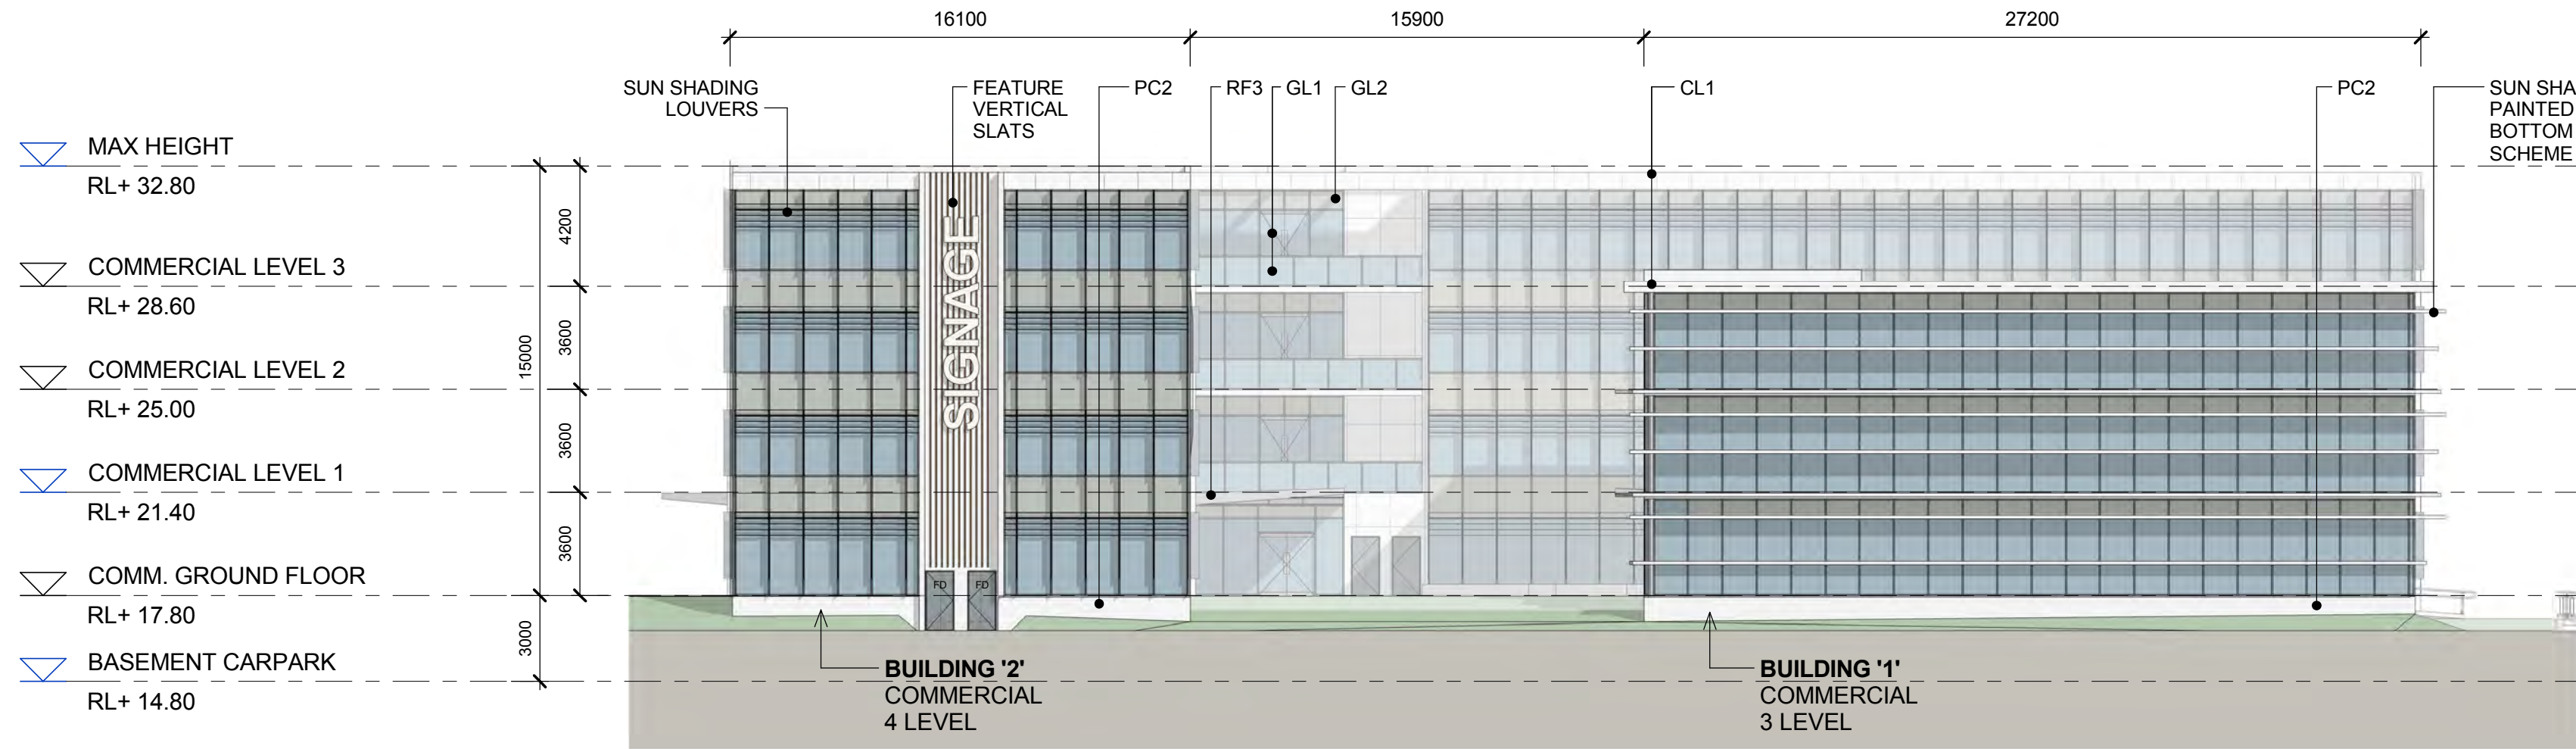 16100
15900
27200
SUN SHADING
LOUVERS
FEATURE
VERTICAL
SLATS
PC2
RF3
GL1
GL2
CL1
PC2
SUN SHA
PAINTED
BOTTOM
SCHEME
MAX HEIGHT
RL+ 32.80
COMMERCIAL LEVEL 3
RL+ 28.60
COMMERCIAL LEVEL 2
RL+ 25.00
COMMERCIAL LEVEL 1
RL+ 21.40
COMM. GROUND FLOOR
RL+ 17.80
BASEMENT CARPARK
RL+ 14.80
15000
3000
4200
3600
3600
3600
SIGNAGE
FD
FD
BUILDING '2'
COMMERCIAL
4 LEVEL
BUILDING '1'
COMMERCIAL
3 LEVEL